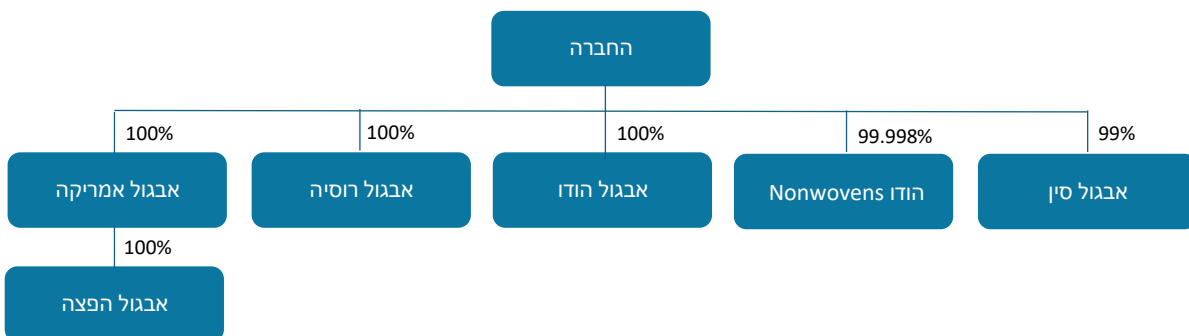 החברה
99%
99.998%
100%
100%
100%
אבגול סין
הודו Nonwovens
אבגול הודו
אבגול רוסיה
אבגול אמריקה
100%
אבגול הפצה